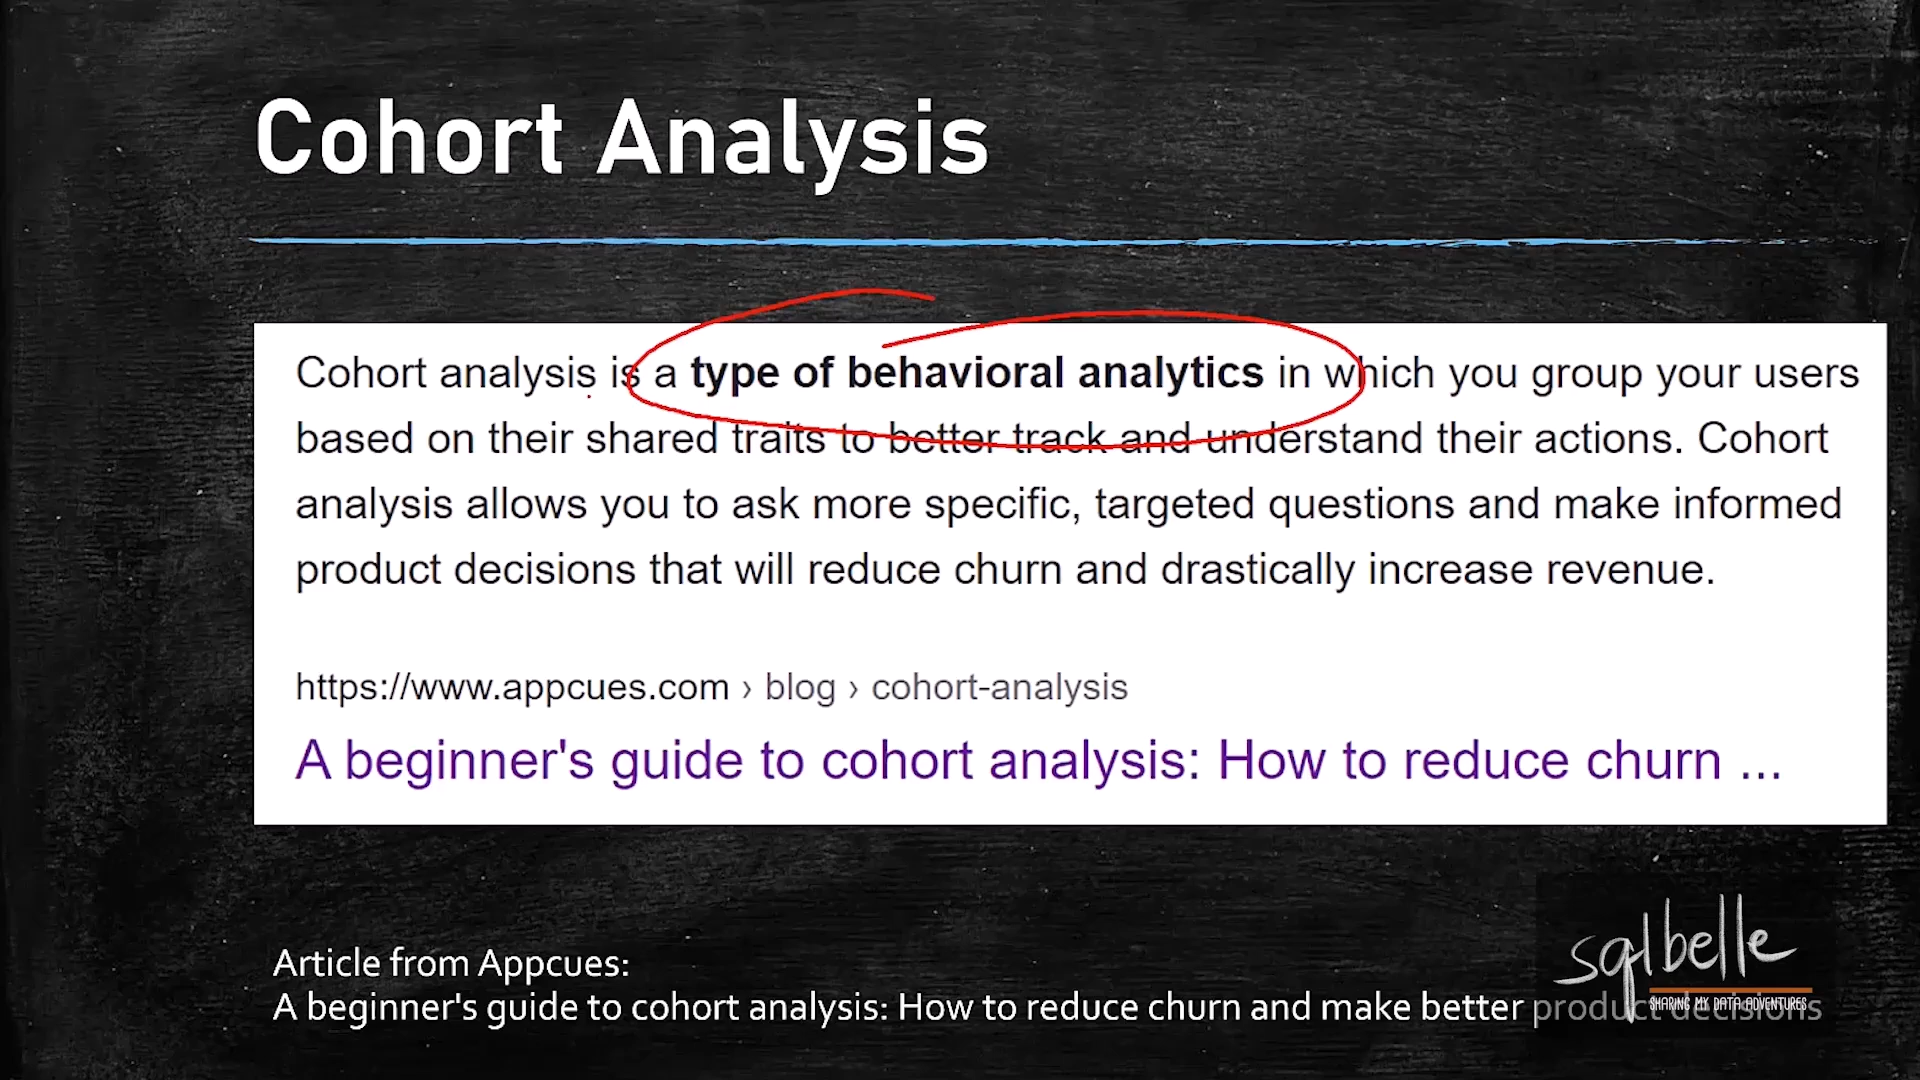 Cohort Analysis
Cohort analysis is a type of behavioral analytics in which you group your users
based on their shared traits to better track and understand their actions. Cohort
analysis allows you to ask more specific, targeted questions and make informed
product decisions that will reduce churn and drastically increase revenue.
https://www.appcues.com › blog › cohort-analysis
A beginner's guide to cohort analysis: How to reduce churn ...
Article from Appcues:
A beginner's guide to cohort analysis: How to reduce churn and make better product decisions
sqlbelle
SHARING MY DATA ADVENTURES